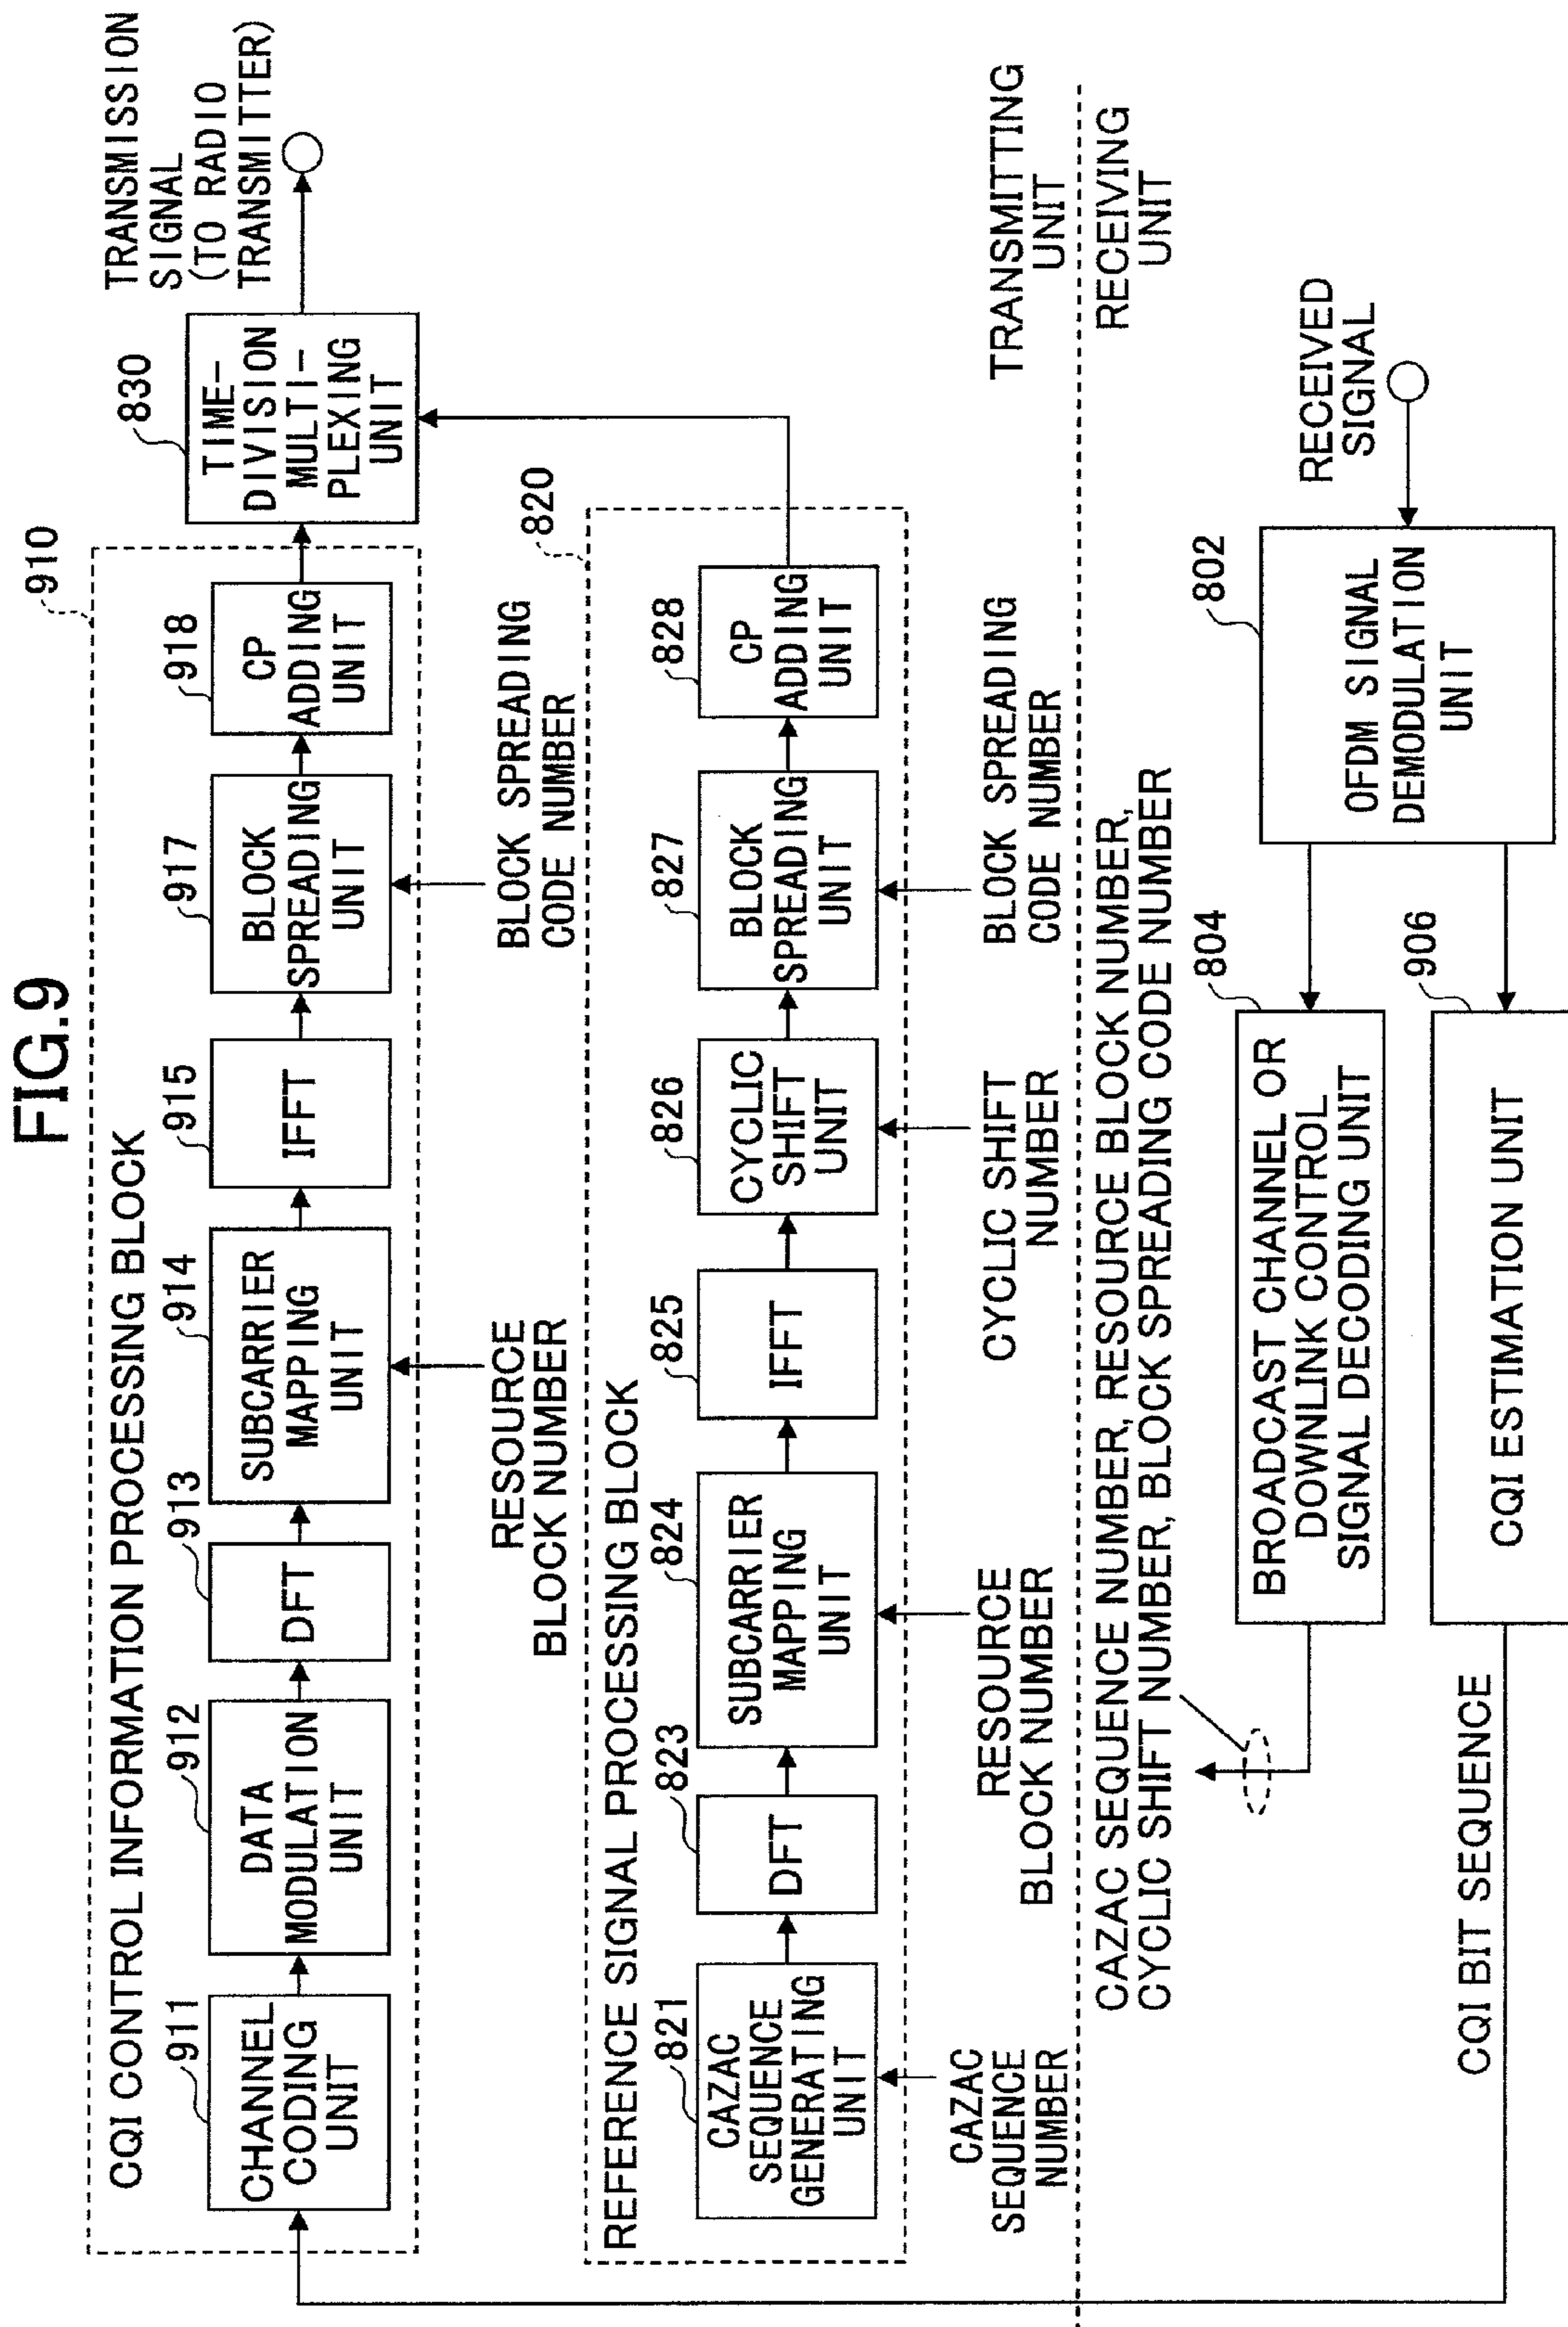 FIG.9
910
CQI CONTROL INFORMATION PROCESSING BLOCK
911
CHANNEL
CODING
UNIT
912
DATA
MODULATION
UNIT
913
DFT
914
SUBCARRIER
MAPPING
UNIT
RESOURCE
BLOCK NUMBER
915
IFFT
917
BLOCK
SPREADING
UNIT
BLOCK SPREADING
CODE NUMBER
918
CP
ADDING
UNIT
830
TIME-
DIVISION
MULTI-
PLEXING
UNIT
TRANSMISSION
SIGNAL
(TO RADIO
TRANSMITTER)
820
REFERENCE SIGNAL PROCESSING BLOCK
821
CAZAC
SEQUENCE
GENERATING
UNIT
CAZAC
SEQUENCE
NUMBER
823
DFT
824
SUBCARRIER
MAPPING
UNIT
RESOURCE
BLOCK NUMBER
825
IFFT
826
CYCLIC
SHIFT
UNIT
CYCLIC SHIFT
NUMBER
827
BLOCK
SPREADING
UNIT
BLOCK SPREADING
CODE NUMBER
828
CP
ADDING
UNIT
TRANSMITTING
UNIT
RECEIVING
UNIT
CAZAC SEQUENCE NUMBER, RESOURCE BLOCK NUMBER,
CYCLIC SHIFT NUMBER, BLOCK SPREADING CODE NUMBER
804
BROADCAST CHANNEL OR
DOWNLINK CONTROL
SIGNAL DECODING UNIT
802
OFDM SIGNAL
DEMODULATION
UNIT
RECEIVED
SIGNAL
906
CQI ESTIMATION UNIT
CQI BIT SEQUENCE